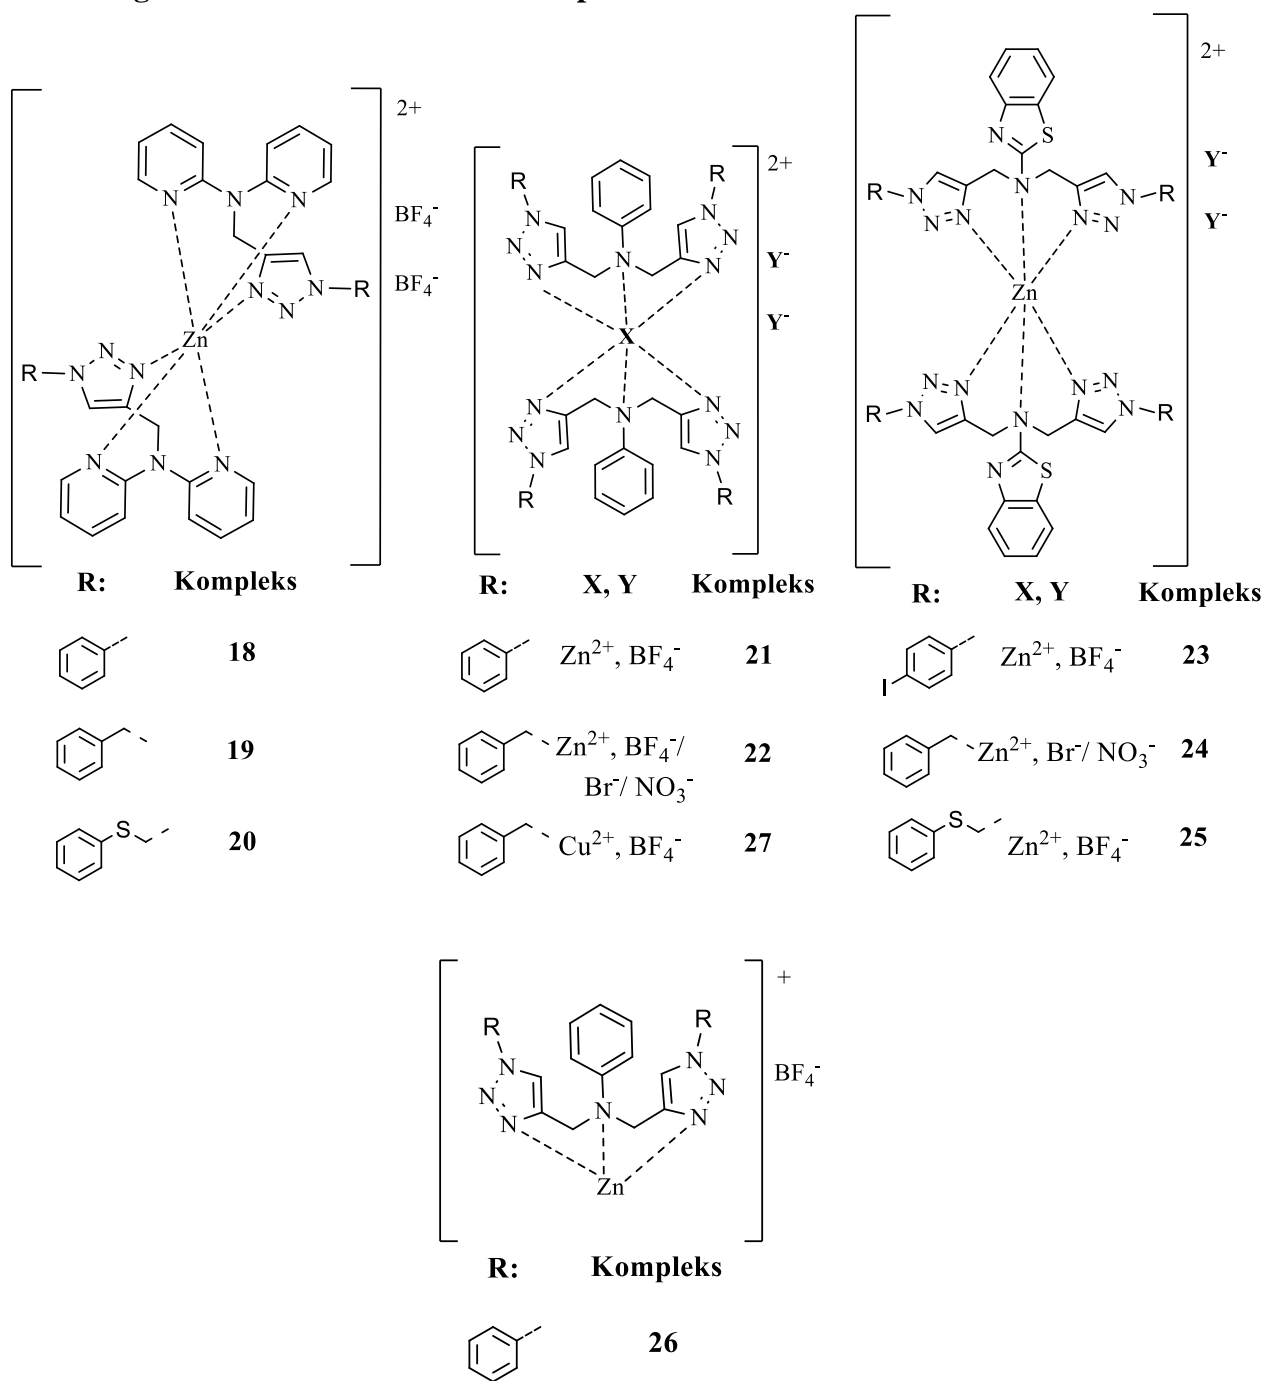 2+
BF4-
BF4-
N
N
N
N
N
N
R
Zn
R
N
N
N
N
N
N
R: Kompleks
18
19
S
20
2+
Y-
Y-
R
R
N
N
N
N
N
N
N
X
N
N
N
N
N
N
N
R
R
R: X, Y Kompleks
Zn2+, BF4- 21
Zn2+, BF4-/ 22
Br-/ NO3-
Cu2+, BF4- 27
2+
Y-
Y-
N
S
R
N
N
N
N
N
N
N
R
Zn
R
N
N
N
N
N
N
N
R
N
S
R: X, Y Kompleks
I
Zn2+, BF4- 23
Zn2+, Br-/ NO3- 24
S
Zn2+, BF4- 25
+
BF4-
R
R
N
N
N
N
N
N
N
Zn
R: Kompleks
26